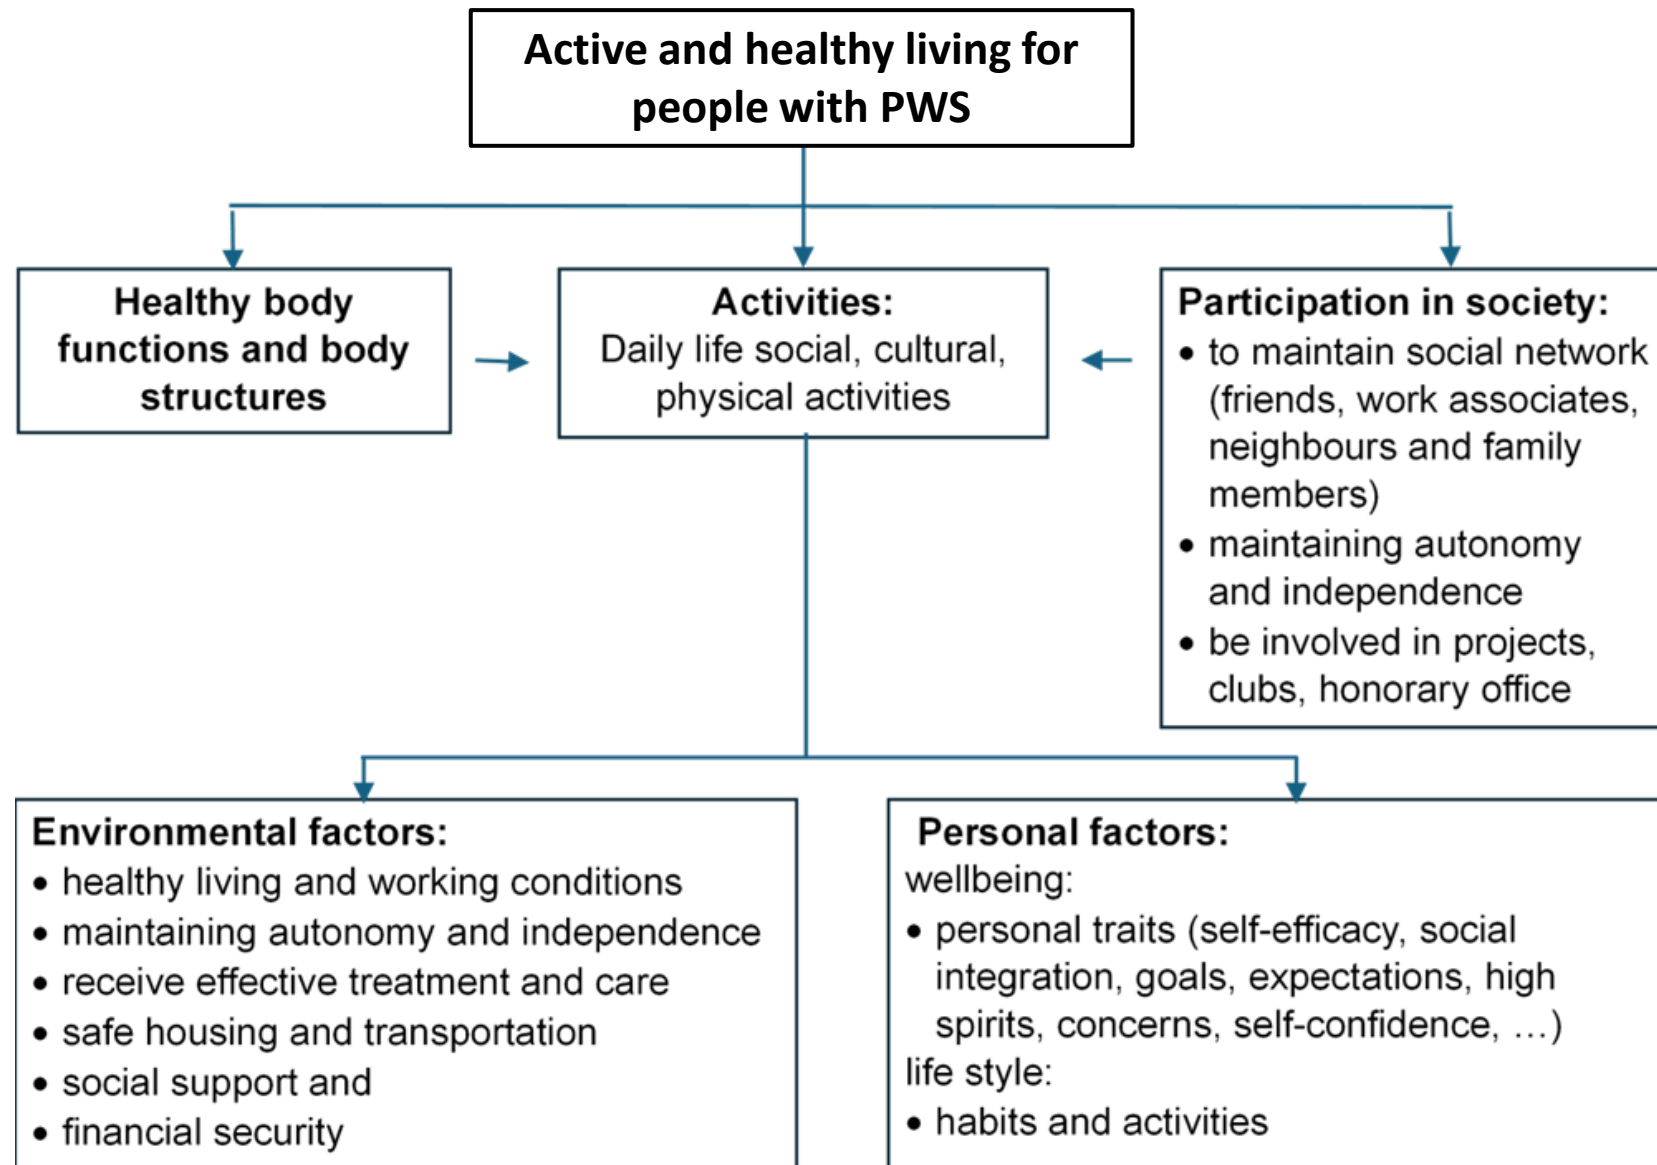 Active and healthy living for
people with PWS
Healthy body
functions and body
structures
Activities:
Daily life social, cultural,
physical activities
Participation in society:
• to maintain social network
(friends, work associates,
neighbours and family
members)
• maintaining autonomy
and independence
• be involved in projects,
clubs, honorary office
Environmental factors:
• healthy living and working conditions
• maintaining autonomy and independence
• receive effective treatment and care
• safe housing and transportation
• social support and
• financial security
Personal factors:
wellbeing:
• personal traits (self-efficacy, social
integration, goals, expectations, high
spirits, concerns, self-confidence, …)
life style:
• habits and activities